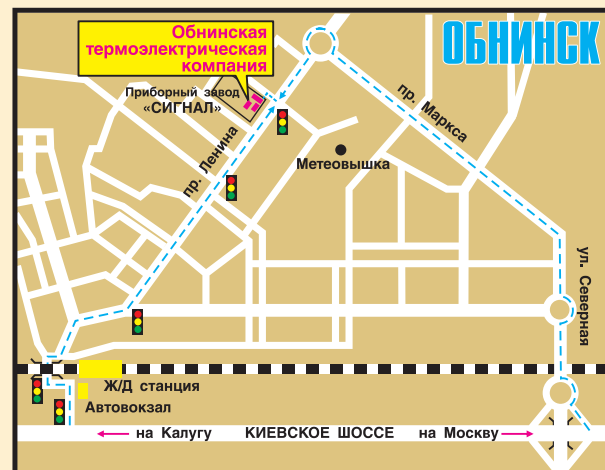 ОБНИНСК
Обнинская
термоэлектрическая
компания
Приборный завод
«СИГНАЛ»
пр. Маркса
пр. Ленина
Метеовышка
ул. Северная
Ж/Д станция
Автовокзал
на Калугу КИЕВСКОЕ ШОССЕ на Москву